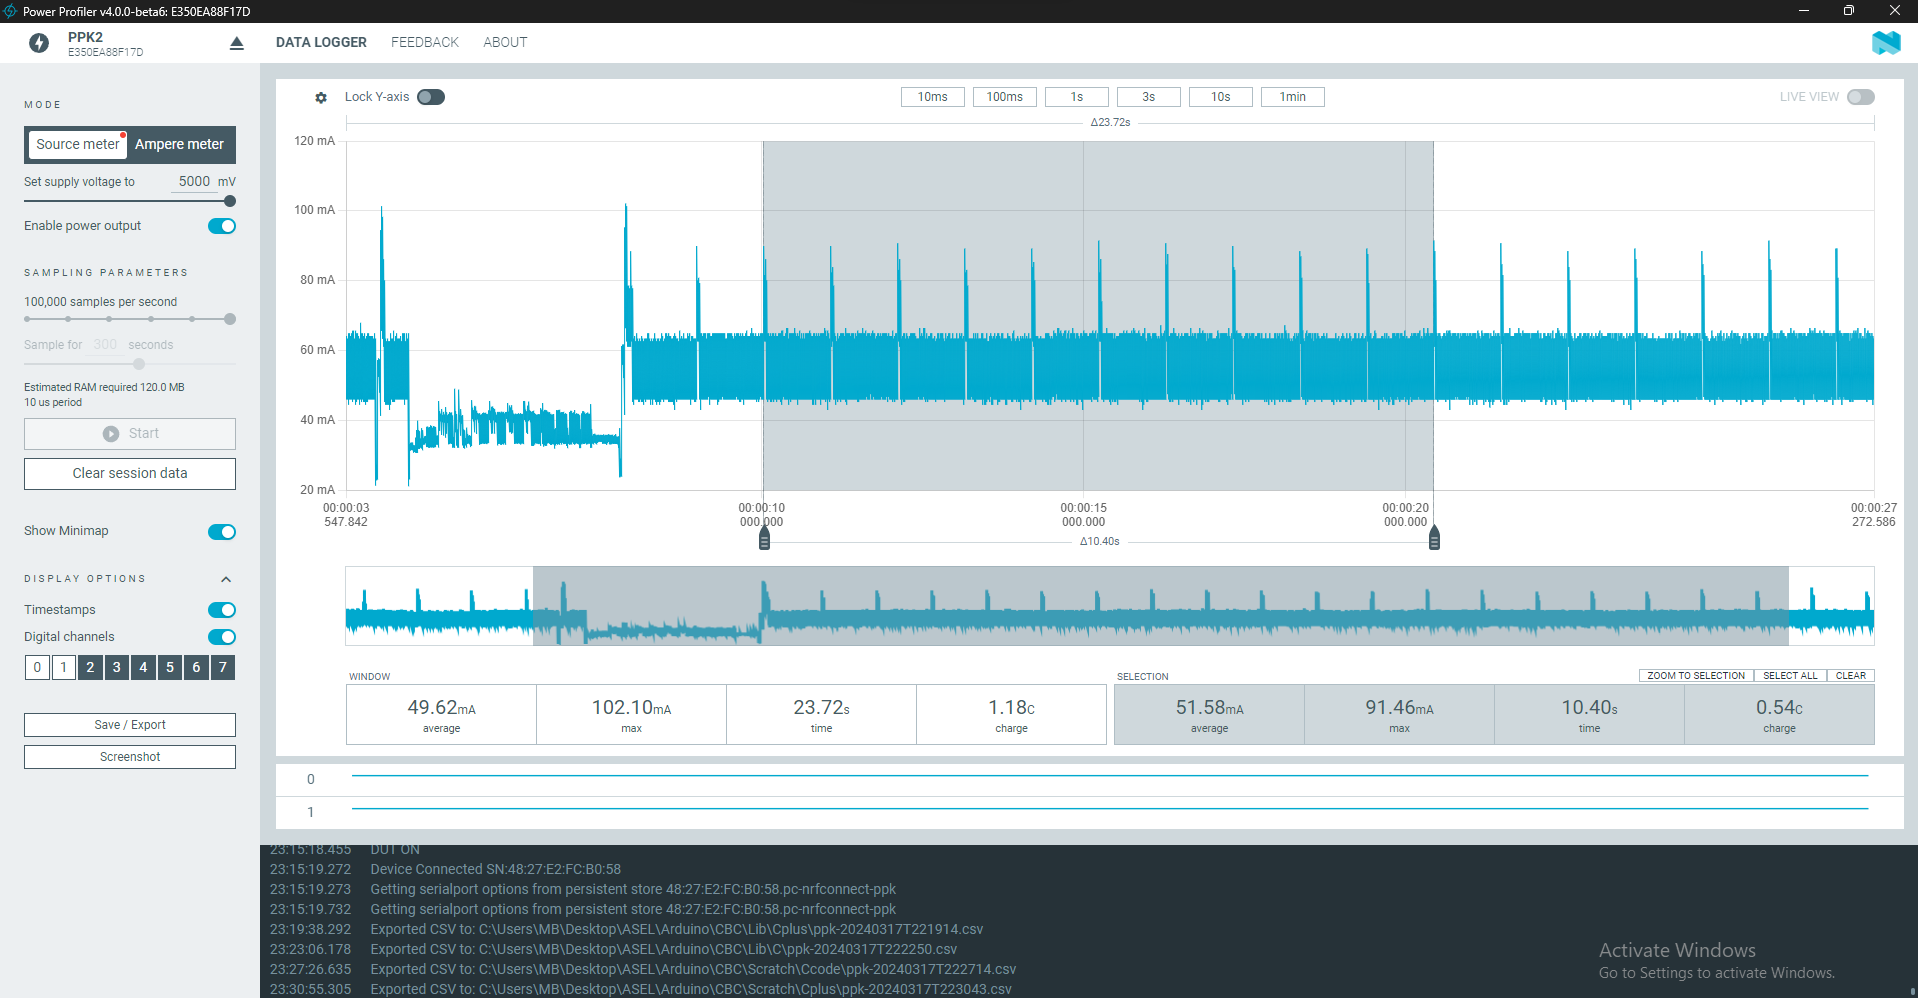 Power Profiler v4.0.0-beta6: E350EA88F17D
PPK2
E350EA88F17D
DATA LOGGER
FEEDBACK
ABOUT
MODE
Source meter
Ampere meter
Set supply voltage to 5000 mV
Enable power output
SAMPLING PARAMETERS
100,000 samples per second
Sample for 300 seconds
Estimated RAM required 120.0 MB
10 us period
Start
Clear session data
Show Minimap
DISPLAY OPTIONS
Timestamps
Digital channels
0 1 2 3 4 5 6 7
Save / Export
Screenshot
Lock Y-axis
10ms
100ms
1s
3s
10s
1min
LIVE VIEW
Δ23.72s
120 mA
100 mA
80 mA
60 mA
40 mA
20 mA
00:00:03
547.842
00:00:10
000.000
00:00:15
000.000
00:00:20
000.000
00:00:27
272.586
Δ10.40s
WINDOW
49.62mA
average
102.10mA
max
23.72s
time
1.18C
charge
SELECTION
ZOOM TO SELECTION
SELECT ALL
CLEAR
51.58mA
average
91.46mA
max
10.40s
time
0.54C
charge
0
1
23:15:18.455 DUT ON
23:15:19.272 Device Connected SN:48:27:E2:FC:B0:58
23:15:19.273 Getting serialport options from persistent store 48:27:E2:FC:B0:58.pc-nrfconnect-ppk
23:15:19.732 Getting serialport options from persistent store 48:27:E2:FC:B0:58.pc-nrfconnect-ppk
23:19:38.292 Exported CSV to: C:\Users\MB\Desktop\ASEL\Arduino\CBC\Lib\Cplus\ppk-20240317T221914.csv
23:23:06.178 Exported CSV to: C:\Users\MB\Desktop\ASEL\Arduino\CBC\Lib\C\ppk-20240317T222250.csv
23:27:26.635 Exported CSV to: C:\Users\MB\Desktop\ASEL\Arduino\CBC\Scratch\Ccode\ppk-20240317T222714.csv
23:30:55.305 Exported CSV to: C:\Users\MB\Desktop\ASEL\Arduino\CBC\Scratch\Cplus\ppk-20240317T223043.csv
Activate Windows
Go to Settings to activate Windows.